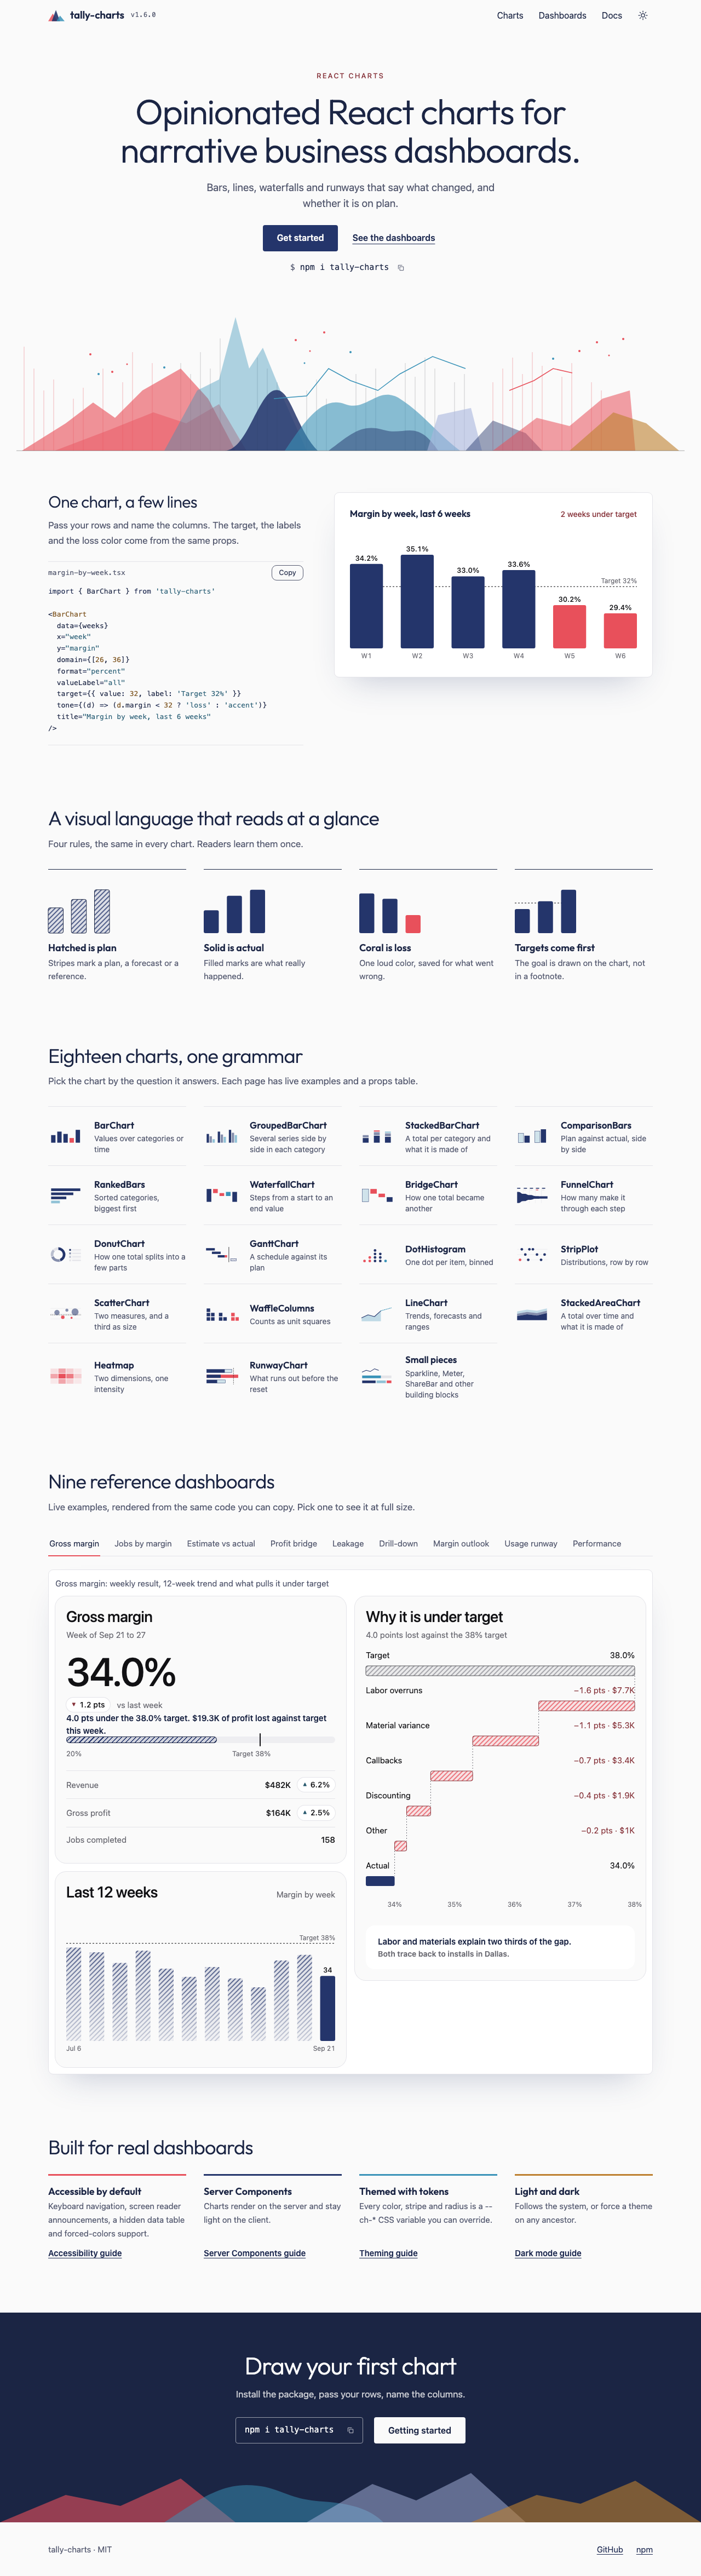 tally-charts v1.6.0
Charts Dashboards Docs
REACT CHARTS
Opinionated React charts for
narrative business dashboards.
Bars, lines, waterfalls and runways that say what changed, and
whether it is on plan.
Get started See the dashboards
$ npm i tally-charts
One chart, a few lines
Pass your rows and name the columns. The target, the labels
and the loss color come from the same props.
margin-by-week.tsx Copy
import { BarChart } from 'tally-charts'
<BarChart
data={weeks}
x="week"
y="margin"
domain={[26, 36]}
format="percent"
valueLabel="all"
target={{ value: 32, label: 'Target 32%' }}
tone={(d) => (d.margin < 32 ? 'loss' : 'accent')}
title="Margin by week, last 6 weeks"
/>
Margin by week, last 6 weeks 2 weeks under target
34.2% 35.1% 33.0% 33.6% 30.2% 29.4%
Target 32%
W1 W2 W3 W4 W5 W6
A visual language that reads at a glance
Four rules, the same in every chart. Readers learn them once.
Hatched is plan
Stripes mark a plan, a forecast or a
reference.
Solid is actual
Filled marks are what really
happened.
Coral is loss
One loud color, saved for what went
wrong.
Targets come first
The goal is drawn on the chart, not
in a footnote.
Eighteen charts, one grammar
Pick the chart by the question it answers. Each page has live examples and a props table.
BarChart
Values over categories or
time
GroupedBarChart
Several series side by
side in each category
StackedBarChart
A total per category and
what it is made of
ComparisonBars
Plan against actual, side
by side
RankedBars
Sorted categories,
biggest first
WaterfallChart
Steps from a start to an
end value
BridgeChart
How one total became
another
FunnelChart
How many make it
through each step
DonutChart
How one total splits into a
few parts
GanttChart
A schedule against its
plan
DotHistogram
One dot per item, binned
StripPlot
Distributions, row by row
ScatterChart
Two measures, and a
third as size
WaffleColumns
Counts as unit squares
LineChart
Trends, forecasts and
ranges
StackedAreaChart
A total over time and
what it is made of
Heatmap
Two dimensions, one
intensity
RunwayChart
What runs out before the
reset
Small pieces
Sparkline, Meter,
ShareBar and other
building blocks
Nine reference dashboards
Live examples, rendered from the same code you can copy. Pick one to see it at full size.
Gross margin Jobs by margin Estimate vs actual Profit bridge Leakage Drill-down Margin outlook Usage runway Performance
Gross margin: weekly result, 12-week trend and what pulls it under target
Gross margin
Week of Sep 21 to 27
34.0%
▼ 1.2 pts vs last week
4.0 pts under the 38.0% target. $19.3K of profit lost against target
this week.
20% Target 38%
Revenue $482K ▲ 6.2%
Gross profit $164K ▲ 2.5%
Jobs completed 158
Last 12 weeks Margin by week
Target 38%
34
Jul 6 Sep 21
Why it is under target
4.0 points lost against the 38% target
Target 38.0%
Labor overruns −1.6 pts · $7.7K
Material variance −1.1 pts · $5.3K
Callbacks −0.7 pts · $3.4K
Discounting −0.4 pts · $1.9K
Other −0.2 pts · $1K
Actual 34.0%
34% 35% 36% 37% 38%
Labor and materials explain two thirds of the gap.
Both trace back to installs in Dallas.
Built for real dashboards
Accessible by default
Keyboard navigation, screen reader
announcements, a hidden data table
and forced-colors support.
Accessibility guide
Server Components
Charts render on the server and stay
light on the client.
Server Components guide
Themed with tokens
Every color, stripe and radius is a --
ch-* CSS variable you can override.
Theming guide
Light and dark
Follows the system, or force a theme
on any ancestor.
Dark mode guide
Draw your first chart
Install the package, pass your rows, name the columns.
npm i tally-charts Getting started
tally-charts · MIT GitHub npm